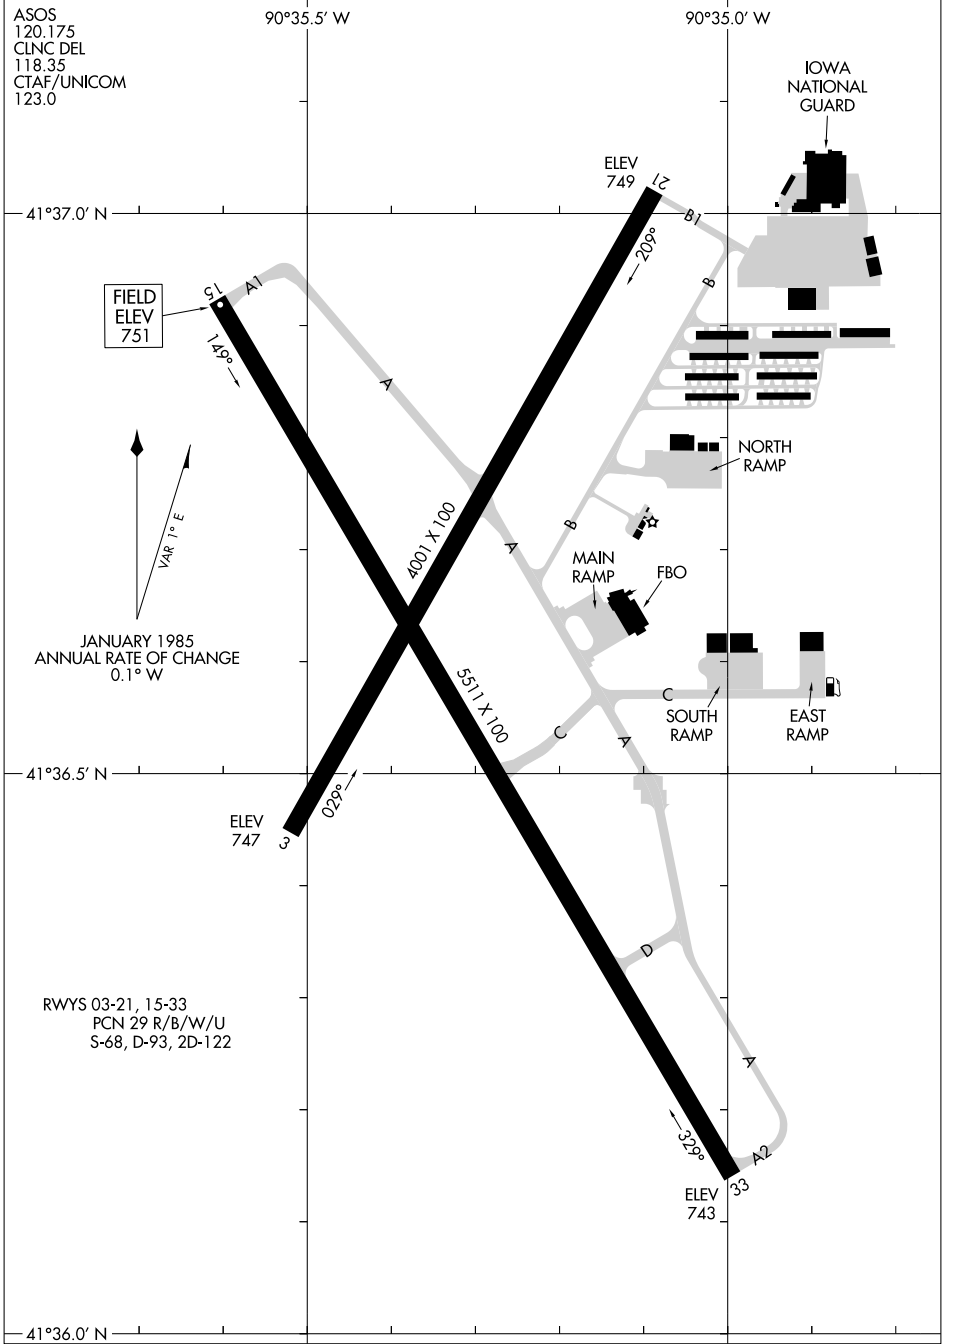 ASOS
120.175
CLNC DEL
118.35
CTAF/UNICOM
123.0
90°35.5' W
90°35.0' W
IOWA
NATIONAL
GUARD
ELEV
749
21
41°37.0' N
B1
209°
B
15
A1
FIELD
ELEV
751
149°
A
NORTH
RAMP
VAR 1° E
4001 X 100
B
A
MAIN
RAMP
FBO
JANUARY 1985
ANNUAL RATE OF CHANGE
0.1° W
5511 X 100
C
SOUTH
RAMP
EAST
RAMP
C
A
41°36.5' N
029°
ELEV
747
3
D
RWYS 03-21, 15-33
PCN 29 R/B/W/U
S-68, D-93, 2D-122
A
329°
A2
33
ELEV
743
41°36.0' N